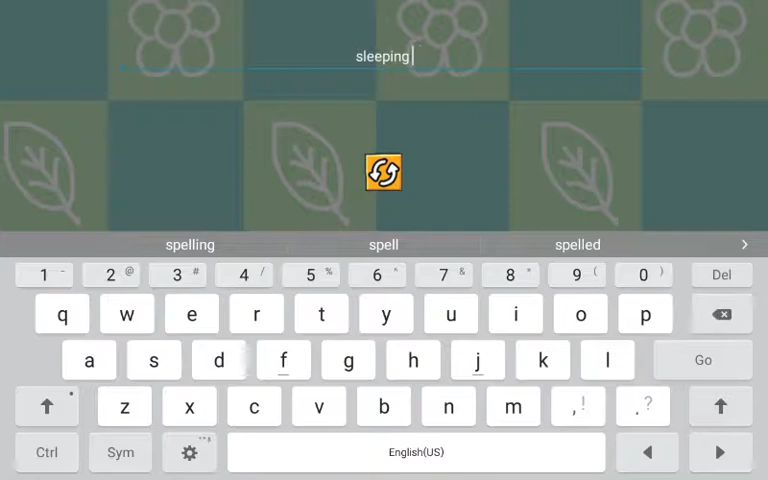 sleeping
spelling spell spelled >
1 - 2 @ 3 # 4 / 5 % 6 ^ 7 & 8 * 9 ( 0 ) Del
q w e r t y u i o p
a s d f g h j k l Go
z x c v b n m , ! . ?
Ctrl Sym English(US)